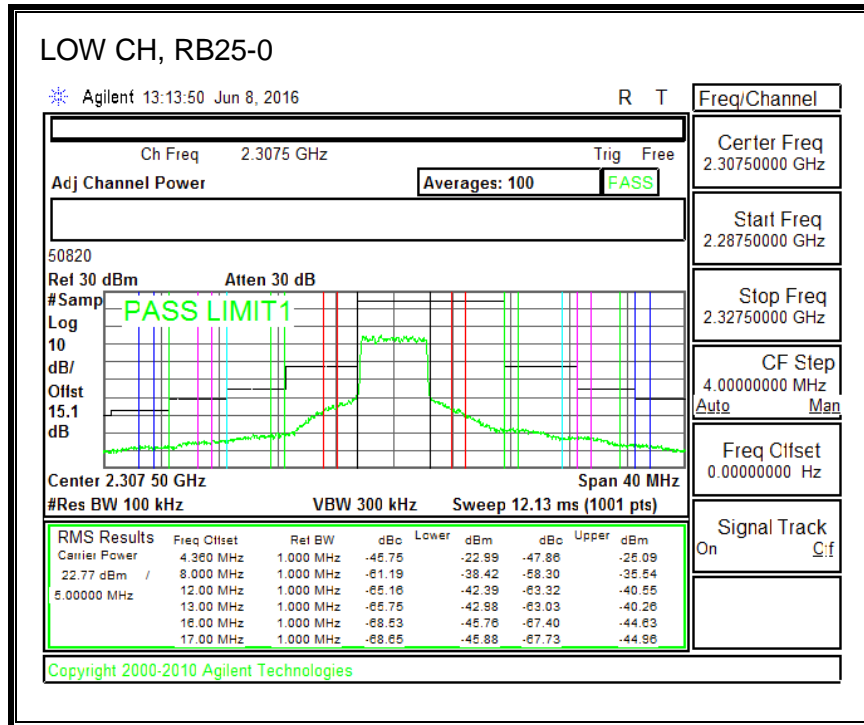 LOW CH, RB25-0
Agilent 13:13:50 Jun 8, 2016 R T
Freq/Channel
Ch Freq 2.3075 GHz Trig Free
Adj Channel Power Averages: 100 PASS
Center Freq
2.30750000 GHz
Start Freq
2.28750000 GHz
Stop Freq
2.32750000 GHz
CF Step
4.00000000 MHz
Auto Man
Freq Offset
0.00000000 Hz
Signal Track
On Off
50820
Ref 30 dBm Atten 30 dB
#Samp
Log
10
dB/
Offst
15.1
dB
PASS LIMIT1
Center 2.307 50 GHz Span 40 MHz
#Res BW 100 kHz VBW 300 kHz Sweep 12.13 ms (1001 pts)
RMS Results Freq Offset Ref BW dBc Lower dBm dBc Upper dBm
Carrier Power 4.360 MHz 1.000 MHz -45.75 -22.99 -47.86 -25.09
22.77 dBm / 8.000 MHz 1.000 MHz -61.19 -38.42 -58.30 -35.54
5.00000 MHz 12.00 MHz 1.000 MHz -65.16 -42.39 -63.32 -40.55
13.00 MHz 1.000 MHz -65.75 -42.98 -63.03 -40.26
16.00 MHz 1.000 MHz -68.53 -45.76 -67.40 -44.63
17.00 MHz 1.000 MHz -68.65 -45.88 -67.73 -44.96
Copyright 2000-2010 Agilent Technologies